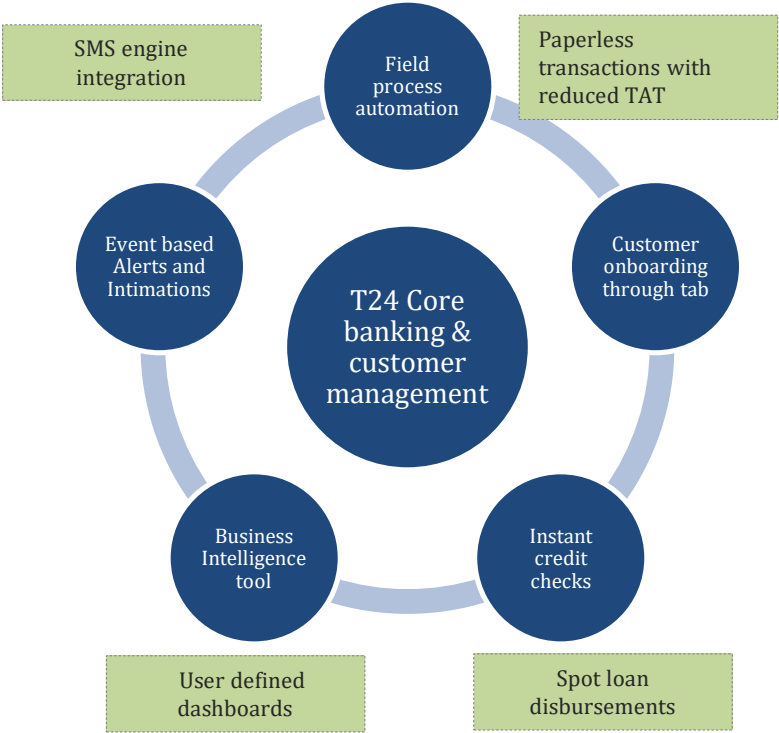 SMS engine
integration
Field
process
automation
Paperless
transactions with
reduced TAT
Event based
Alerts and
Intimations
Customer
onboarding
through tab
T24 Core
banking &
customer
management
Business
Intelligence
tool
Instant
credit
checks
User defined
dashboards
Spot loan
disbursements